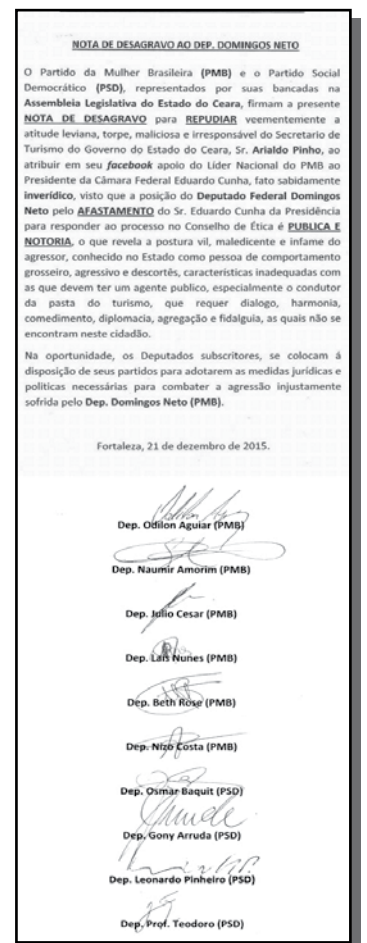 NOTA DE DESAGRAVO AO DEP. DOMINGOS NETO
O Partido da Mulher Brasileira (PMB) e o Partido Social
Democrático (PSD), representados por suas bancadas na
Assembleia Legislativa do Estado do Ceara, firmam a presente
NOTA DE DESAGRAVO para REPUDIAR veementemente a
atitude leviana, torpe, maliciosa e irresponsável do Secretario de
Turismo do Governo do Estado do Ceara, Sr. Arialdo Pinho, ao
atribuir em seu facebook apoio do Líder Nacional do PMB ao
Presidente da Câmara Federal Eduardo Cunha, fato sabidamente
inverídico, visto que a posição do Deputado Federal Domingos
Neto pelo AFASTAMENTO do Sr. Eduardo Cunha da Presidência
para responder ao processo no Conselho de Ética é PUBLICA E
NOTORIA, o que revela a postura vil, maledicente e infame do
agressor, conhecido no Estado como pessoa de comportamento
grosseiro, agressivo e descortês, características inadequadas com
as que devem ter um agente publico, especialmente o condutor
da pasta do turismo, que requer dialogo, harmonia,
comedimento, diplomacia, agregação e fidalguia, as quais não se
encontram neste cidadão.
Na oportunidade, os Deputados subscritores, se colocam á
disposição de seus partidos para adotarem as medidas jurídicas e
politicas necessárias para combater a agressão injustamente
sofrida pelo Dep. Domingos Neto (PMB).
Fortaleza, 21 de dezembro de 2015.
Dep. Odilon Aguiar (PMB)
Dep. Naumir Amorim (PMB)
Dep. Julio Cesar (PMB)
Dep. Lais Nunes (PMB)
Dep. Beth Rose (PMB)
Dep. Nizo Costa (PMB)
Dep. Osmar Baquit (PSD)
Dep. Gony Arruda (PSD)
Dep. Leonardo Pinheiro (PSD)
Dep. Prof. Teodoro (PSD)